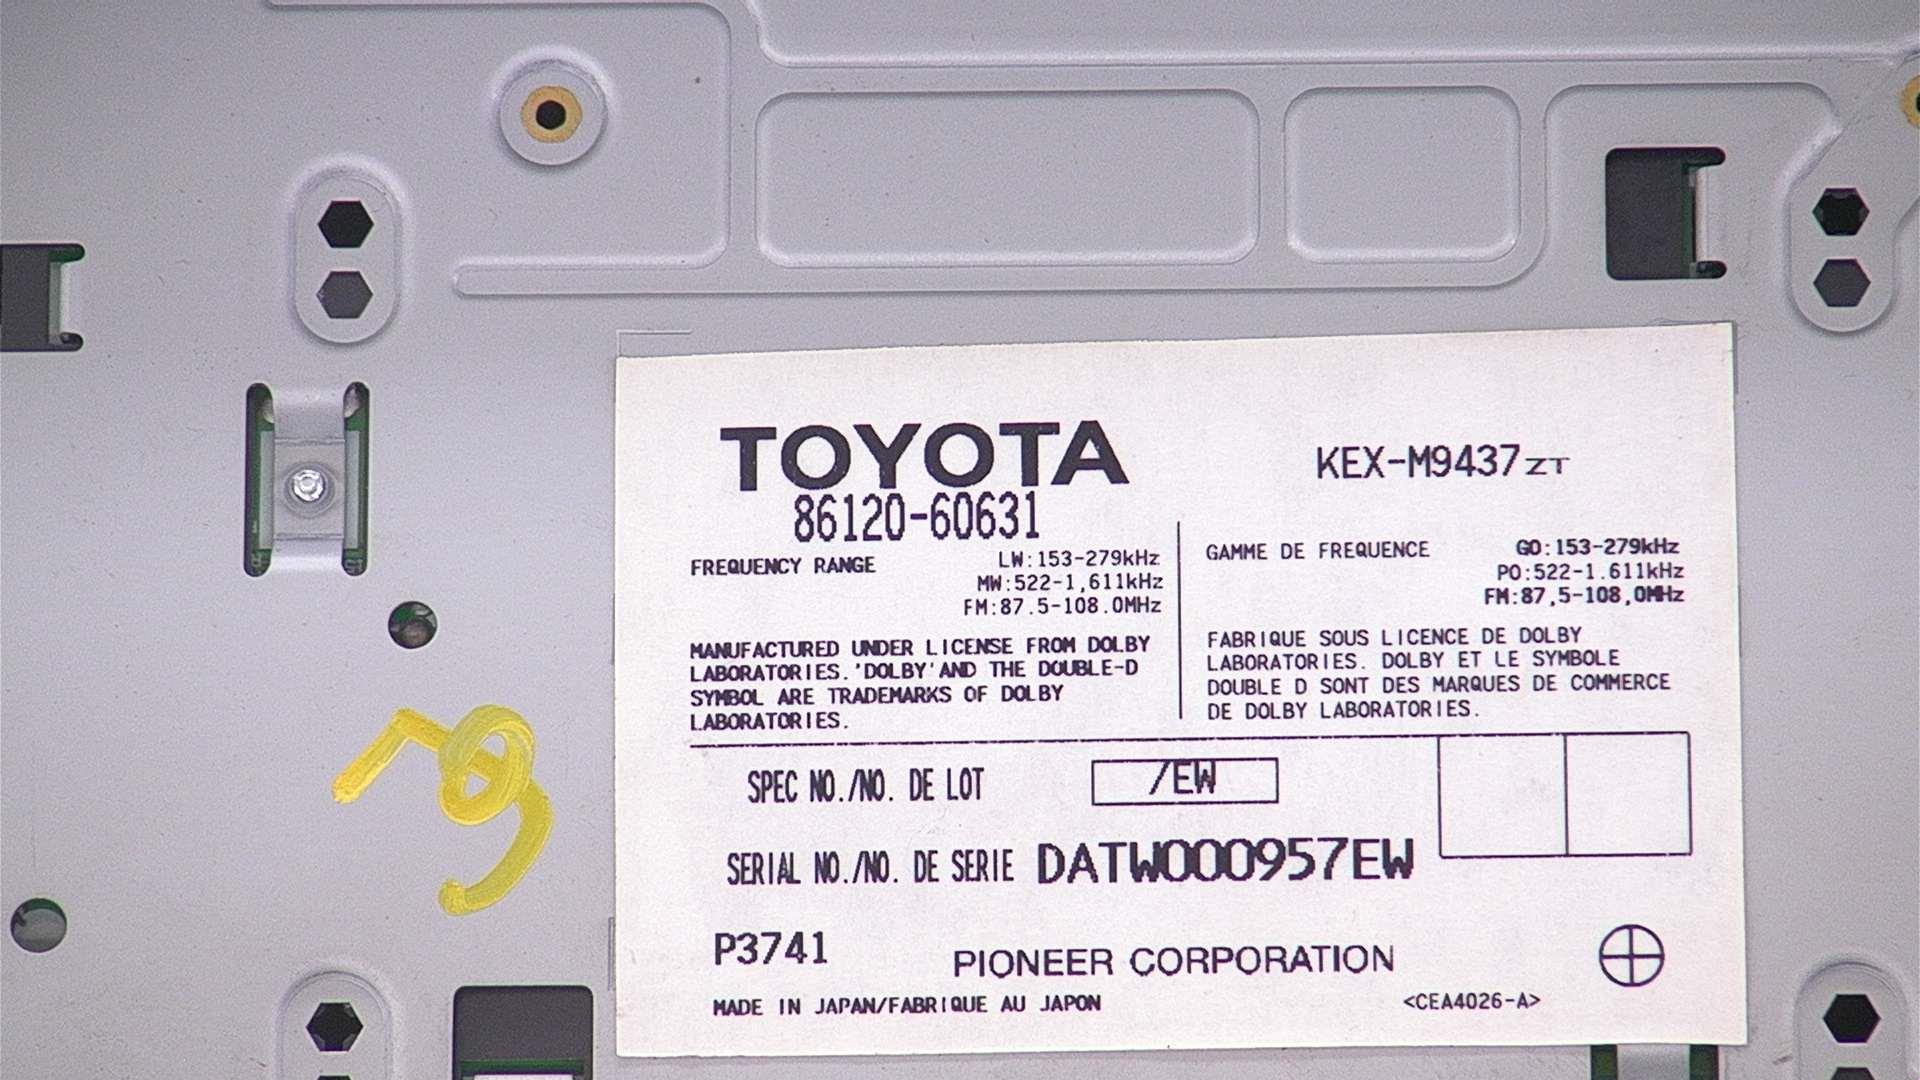 TOYOTA
86120-60631
KEX-M9437ZT
FREQUENCY RANGE LW:153-279kHz
MW:522-1,611kHz
FM:87.5-108.0MHz
MANUFACTURED UNDER LICENSE FROM DOLBY
LABORATORIES.'DOLBY'AND THE DOUBLE-D
SYMBOL ARE TRADEMARKS OF DOLBY
LABORATORIES.
GAMME DE FREQUENCE GO:153-279kHz
PO:522-1.611kHz
FM:87,5-108,0MHz
FABRIQUE SOUS LICENCE DE DOLBY
LABORATORIES. DOLBY ET LE SYMBOLE
DOUBLE D SONT DES MARQUES DE COMMERCE
DE DOLBY LABORATORIES.
SPEC NO./NO. DE LOT /EW
SERIAL NO./NO. DE SERIE DATW000957EW
P3741 PIONEER CORPORATION
MADE IN JAPAN/FABRIQUE AU JAPON <CEA4026-A>